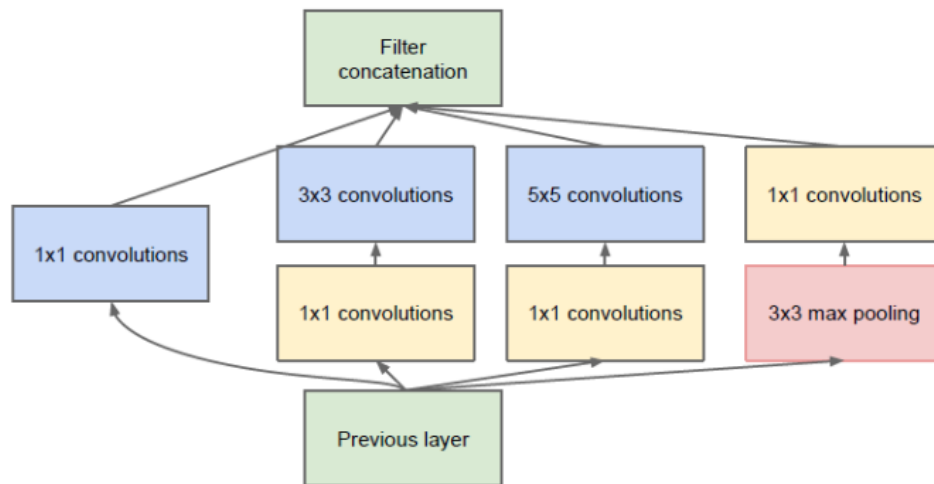 Filter
concatenation
3x3 convolutions
5x5 convolutions
1x1 convolutions
1x1 convolutions
1x1 convolutions
1x1 convolutions
3x3 max pooling
Previous layer